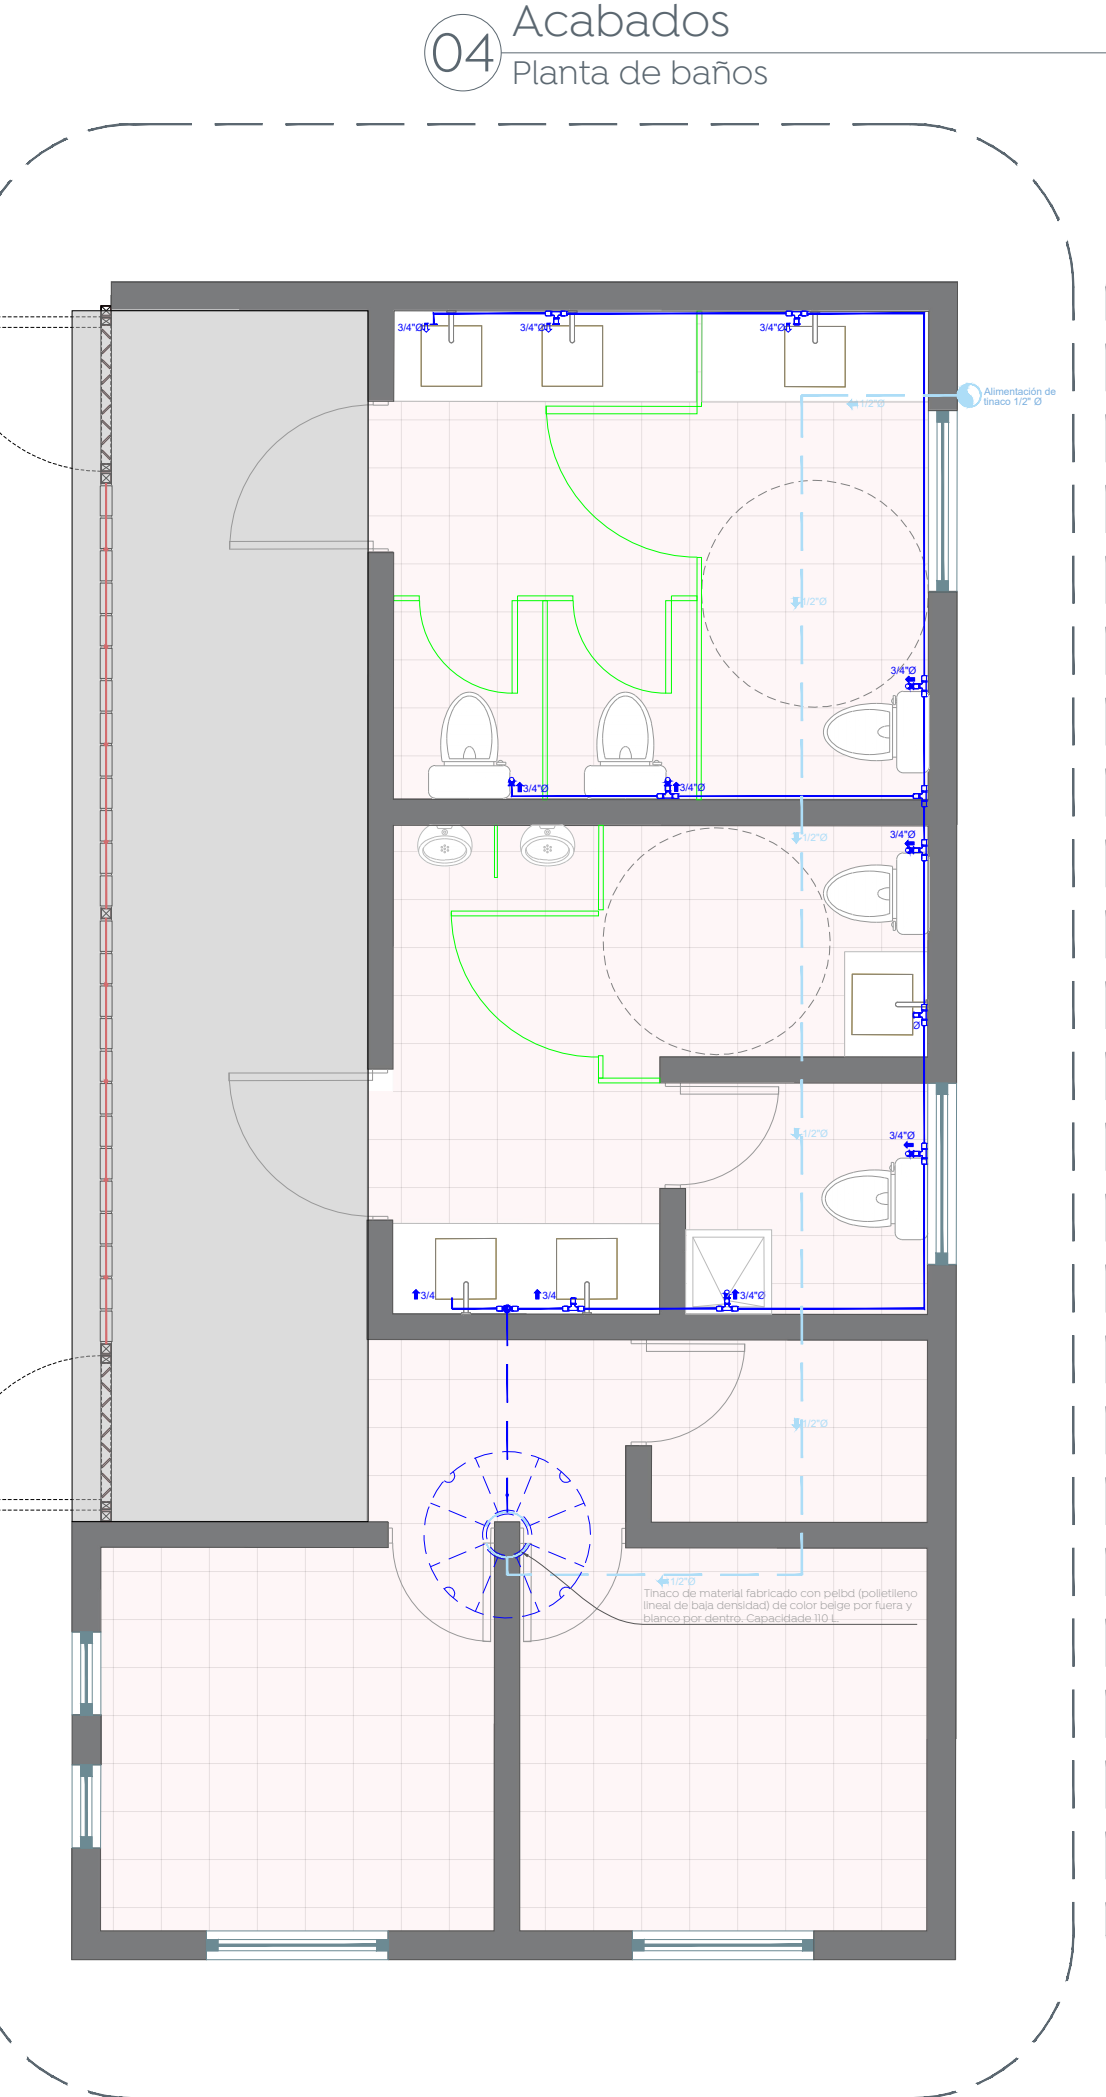 04
Acabados
Planta de baños
3/4"Ø
3/4"Ø
3/4"Ø
Alimentación de
tinaco 1/2" Ø
1/2"Ø
1/2"Ø
3/4"Ø
3/4"Ø
3/4"Ø
3/4"Ø
1/2"Ø
Ø
3/4"Ø
1/2"Ø
3/4
3/4
3/4"Ø
1/2"Ø
1/2"Ø
Tinaco de material fabricado con pelbd (polietileno
lineal de baja densidad) de color beige por fuera y
blanco por dentro. Capacidade 110 L.